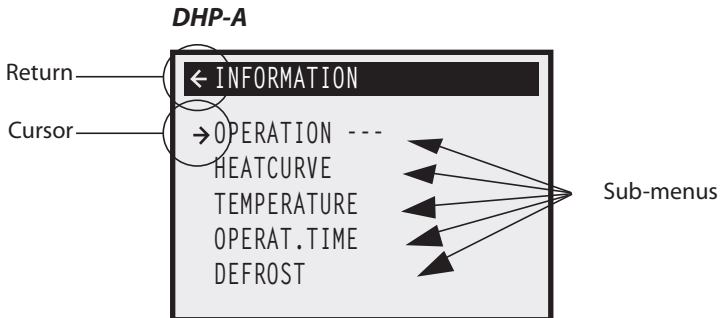 DHP-A
Return
← INFORMATION
Cursor
→OPERATION ---
HEATCURVE
TEMPERATURE
Sub-menus
OPERAT.TIME
DEFROST